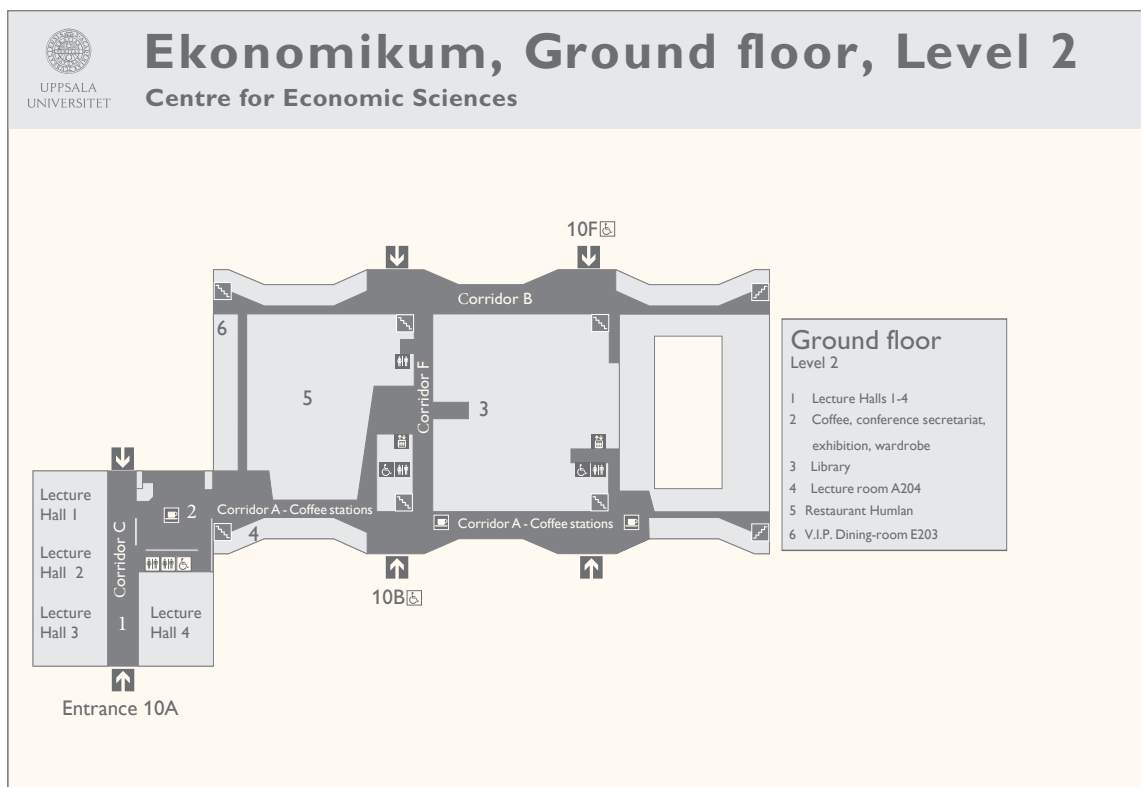 UPPSALA
UNIVERSITET
Ekonomikum, Ground floor, Level 2
Centre for Economic Sciences
10F
Corridor B
6
5
Corridor F
3
Ground floor
Level 2
1 Lecture Halls 1-4
2 Coffee, conference secretariat,
exhibition, wardrobe
3 Library
4 Lecture room A204
5 Restaurant Humlan
6 V.I.P. Dining-room E203
Lecture
Hall 1
2
Corridor A - Coffee stations
Corridor A - Coffee stations
4
Lecture
Hall 2
Corridor C
10B
Lecture
Hall 3
1
Lecture
Hall 4
Entrance 10A